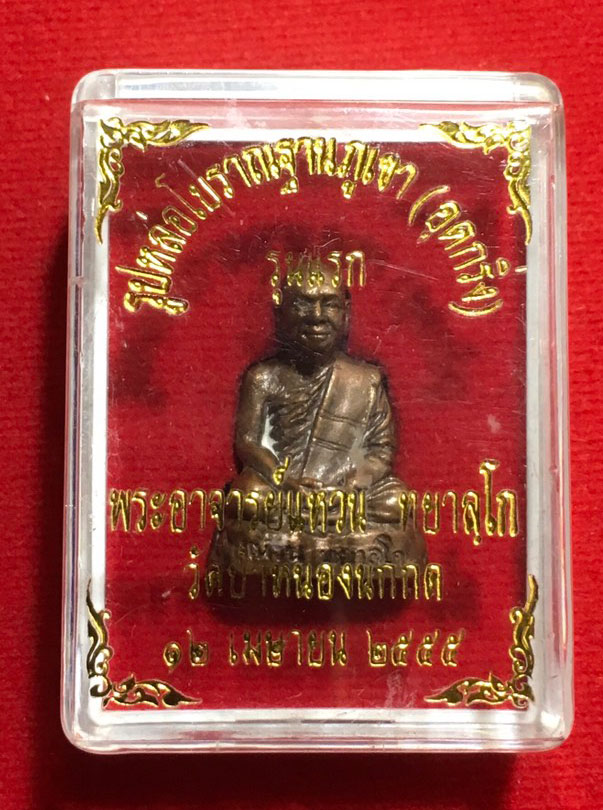 รูปหล่อโบราณฐานภูเขา (อุดกริ่ง)
รุ่นแรก
พระอาจารย์แหวน ทยาลุโก
วัดป่าหนองนกกด
๑๒ เมษายน ๒๕๕๕